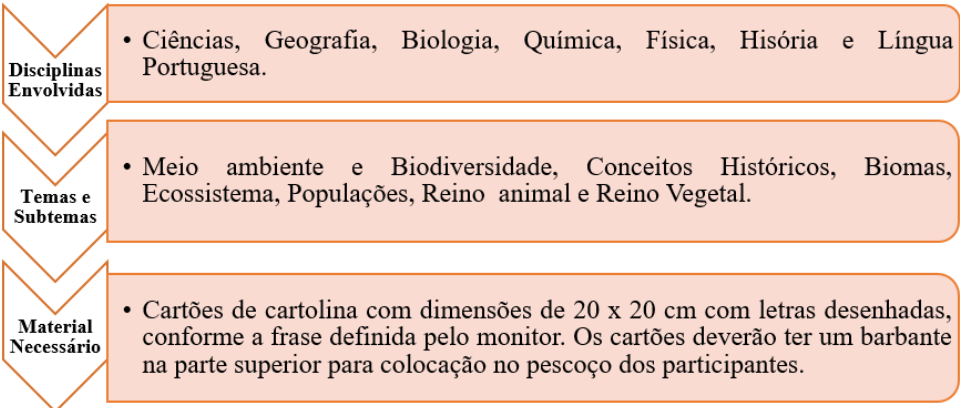 Disciplinas
Envolvidas
• Ciências, Geografia, Biologia, Química, Física, Hisória e Língua
Portuguesa.
Temas e
Subtemas
• Meio ambiente e Biodiversidade, Conceitos Históricos, Biomas,
Ecossistema, Populações, Reino animal e Reino Vegetal.
Material
Necessário
• Cartões de cartolina com dimensões de 20 x 20 cm com letras desenhadas,
conforme a frase definida pelo monitor. Os cartões deverão ter um barbante
na parte superior para colocação no pescoço dos participantes.